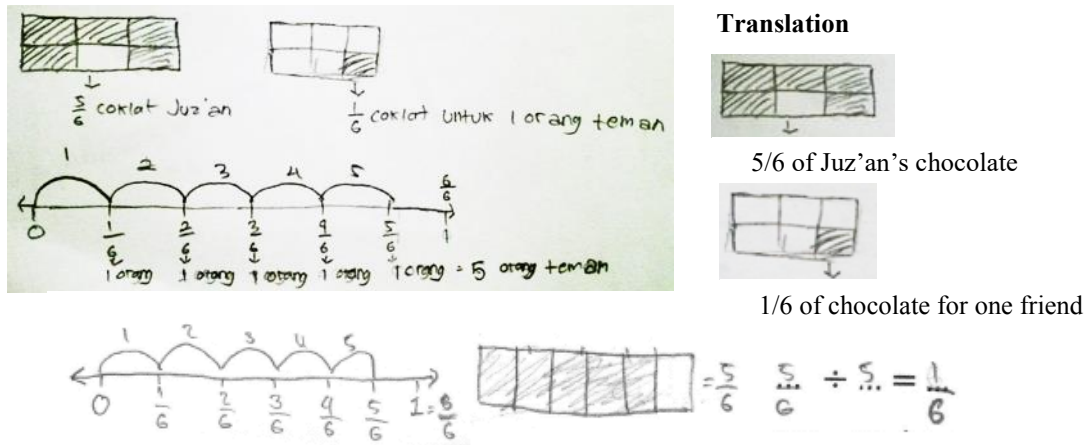 Translation
5/6 coklat Juz'an
1/6 coklat untuk 1 orang teman
5/6 of Juz'an's chocolate
1 2 3 4 5 6/6
0 1/6 2/6 3/6 4/6 5/6 1
1 orang 1 orang 1 orang 1 orang 1 orang = 5 orang teman
1/6 of chocolate for one friend
1 2 3 4 5
0 1/6 2/6 3/6 4/6 5/6 1 = 6/6
= 5/6 5/6 ÷ 5 = 1/6